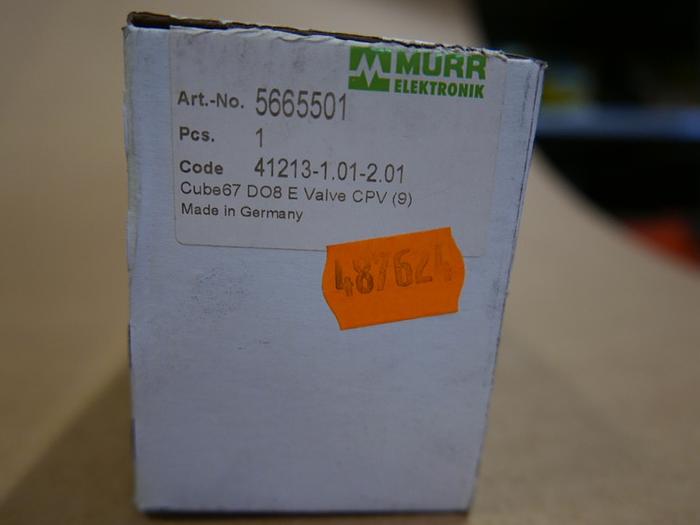 MURR
ELEKTRONIK
Art.-No. 5665501
Pcs. 1
Code 41213-1.01-2.01
Cube67 DO8 E Valve CPV (9)
Made in Germany
487624